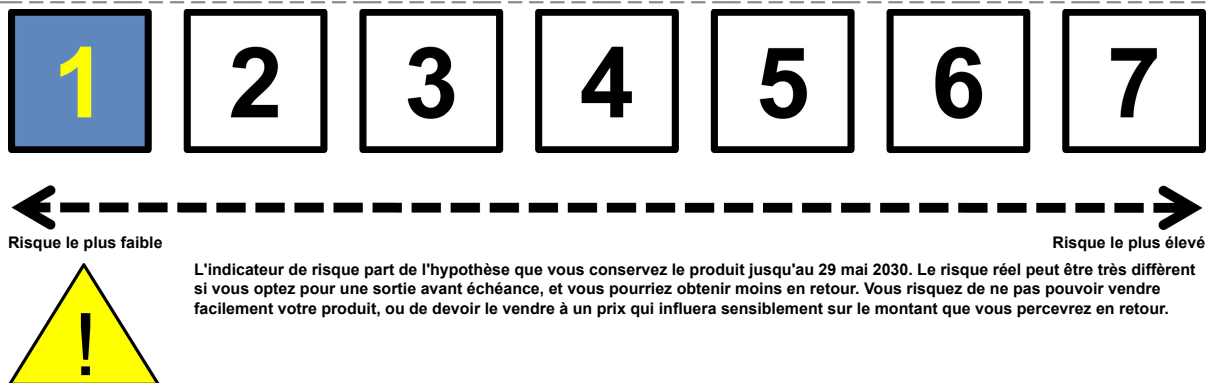 1 2 3 4 5 6 7
Risque le plus faible Risque le plus élevé
L'indicateur de risque part de l'hypothèse que vous conservez le produit jusqu'au 29 mai 2030. Le risque réel peut être très diffèrent
si vous optez pour une sortie avant échéance, et vous pourriez obtenir moins en retour. Vous risquez de ne pas pouvoir vendre
facilement votre produit, ou de devoir le vendre à un prix qui influera sensiblement sur le montant que vous percevrez en retour.
!